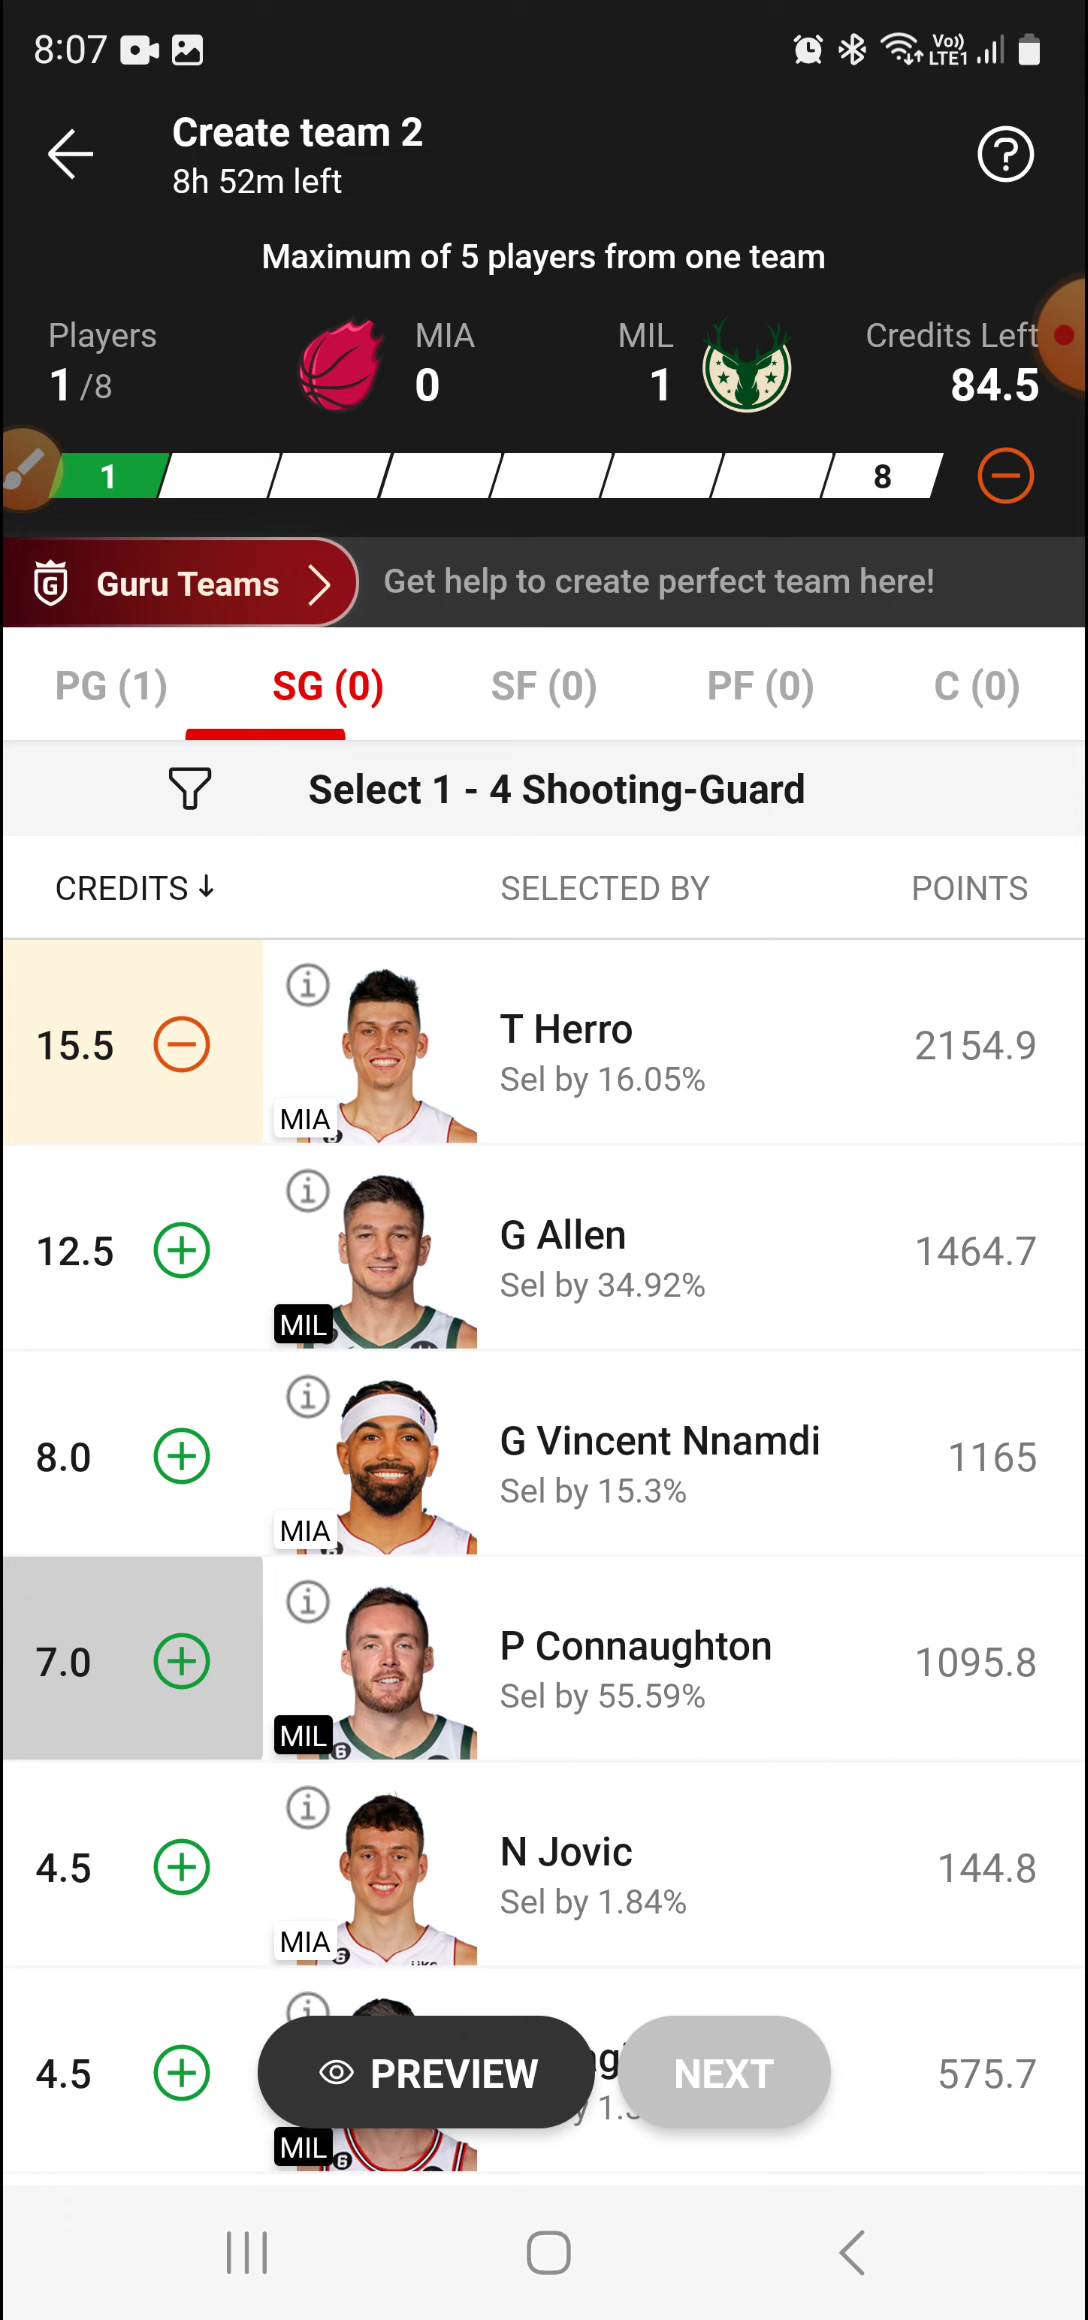 8:07
Vo)) LTE1
Create team 2
8h 52m left
Maximum of 5 players from one team
Players
MIA
MIL
Credits Left
1 /8
0
1
84.5
1
8
G
Guru Teams
Get help to create perfect team here!
PG (1)
SG (0)
SF (0)
PF (0)
C (0)
Select 1 - 4 Shooting-Guard
CREDITS ↓
SELECTED BY
POINTS
15.5
MIA
T Herro
Sel by 16.05%
2154.9
12.5
MIL
G Allen
Sel by 34.92%
1464.7
8.0
MIA
G Vincent Nnamdi
Sel by 15.3%
1165
7.0
MIL
6
P Connaughton
Sel by 55.59%
1095.8
4.5
MIA
6
N Jovic
Sel by 1.84%
144.8
4.5
MIL
6
575.7
PREVIEW
NEXT